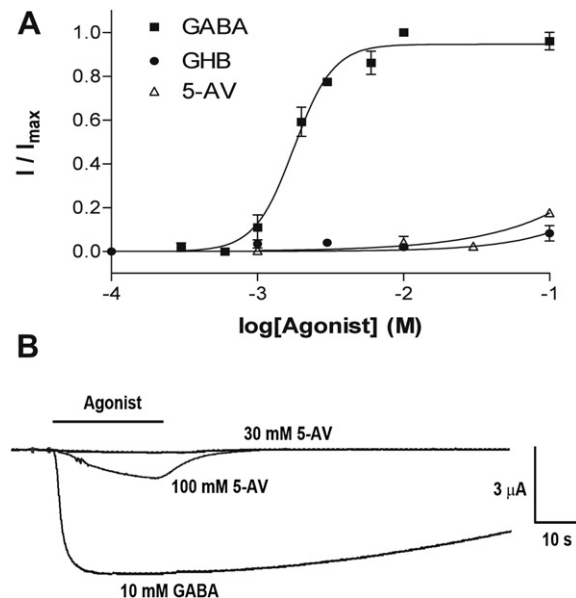 A
GABA
GHB
5-AV
1.0
0.8
0.6
0.4
0.2
0.0
I / Imax
-4
-3
-2
-1
log[Agonist] (M)
B
Agonist
30 mM 5-AV
100 mM 5-AV
10 mM GABA
3 μA
10 s